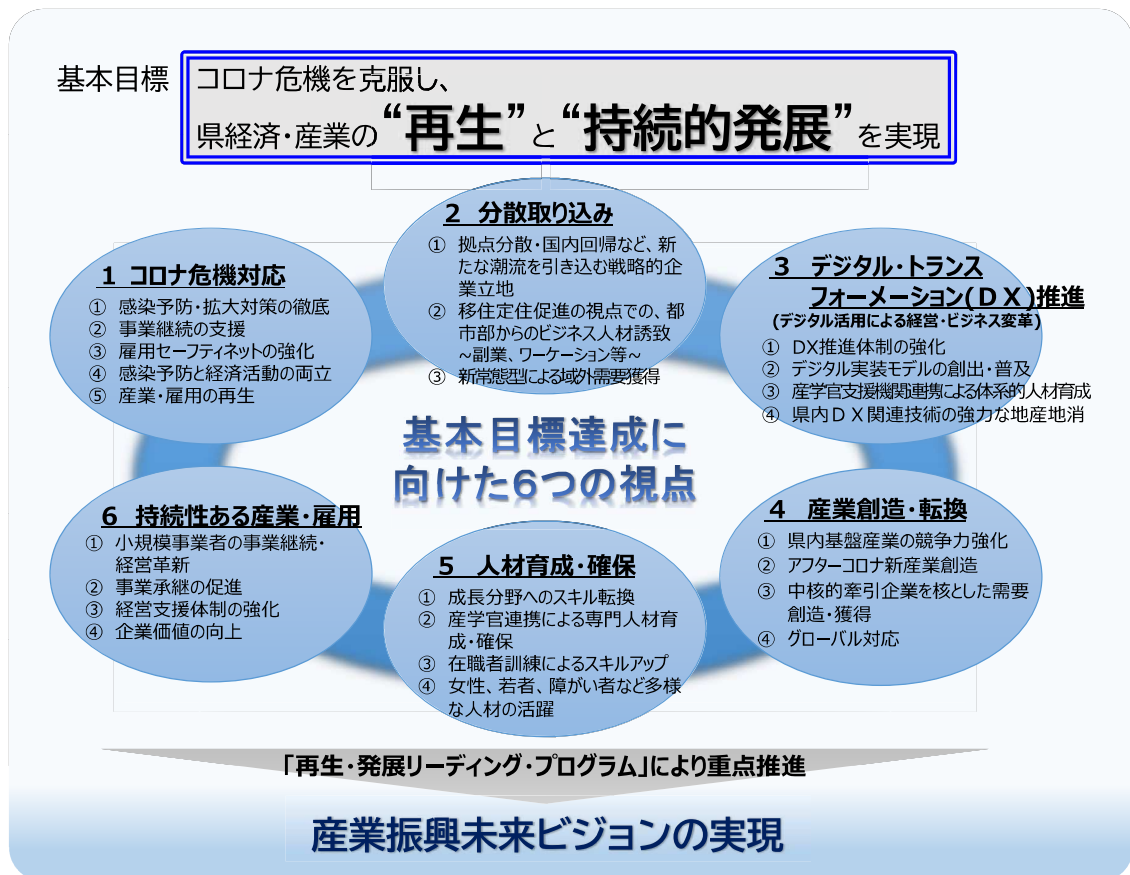 基本目標
コロナ危機を克服し、
県経済・産業の“再生”と“持続的発展”を実現
1 コロナ危機対応
① 感染予防・拡大対策の徹底
② 事業継続の支援
③ 雇用セーフティネットの強化
④ 感染予防と経済活動の両立
⑤ 産業・雇用の再生
2 分散取り込み
① 拠点分散・国内回帰など、新
たな潮流を引き込む戦略的企
業立地
② 移住定住促進の視点での、都
市部からのビジネス人材誘致
~副業、ワーケーション等~
③ 新常態型による域外需要獲得
3 デジタル・トランス
フォーメーション(DX)推進
(デジタル活用による経営・ビジネス変革)
① DX推進体制の強化
② デジタル実装モデルの創出・普及
③ 産学官支援機関連携による体系的人材育成
④ 県内DX関連技術の強力な地産地消
基本目標達成に
向けた6つの視点
4 産業創造・転換
① 県内基盤産業の競争力強化
② アフターコロナ新産業創造
③ 中核的牽引企業を核とした需要
創造・獲得
④ グローバル対応
5 人材育成・確保
① 成長分野へのスキル転換
② 産学官連携による専門人材育
成・確保
③ 在職者訓練によるスキルアップ
④ 女性、若者、障がい者など多様
な人材の活躍
6 持続性ある産業・雇用
① 小規模事業者の事業継続・
経営革新
② 事業承継の促進
③ 経営支援体制の強化
④ 企業価値の向上
「再生・発展リーディング・プログラム」により重点推進
産業振興未来ビジョンの実現